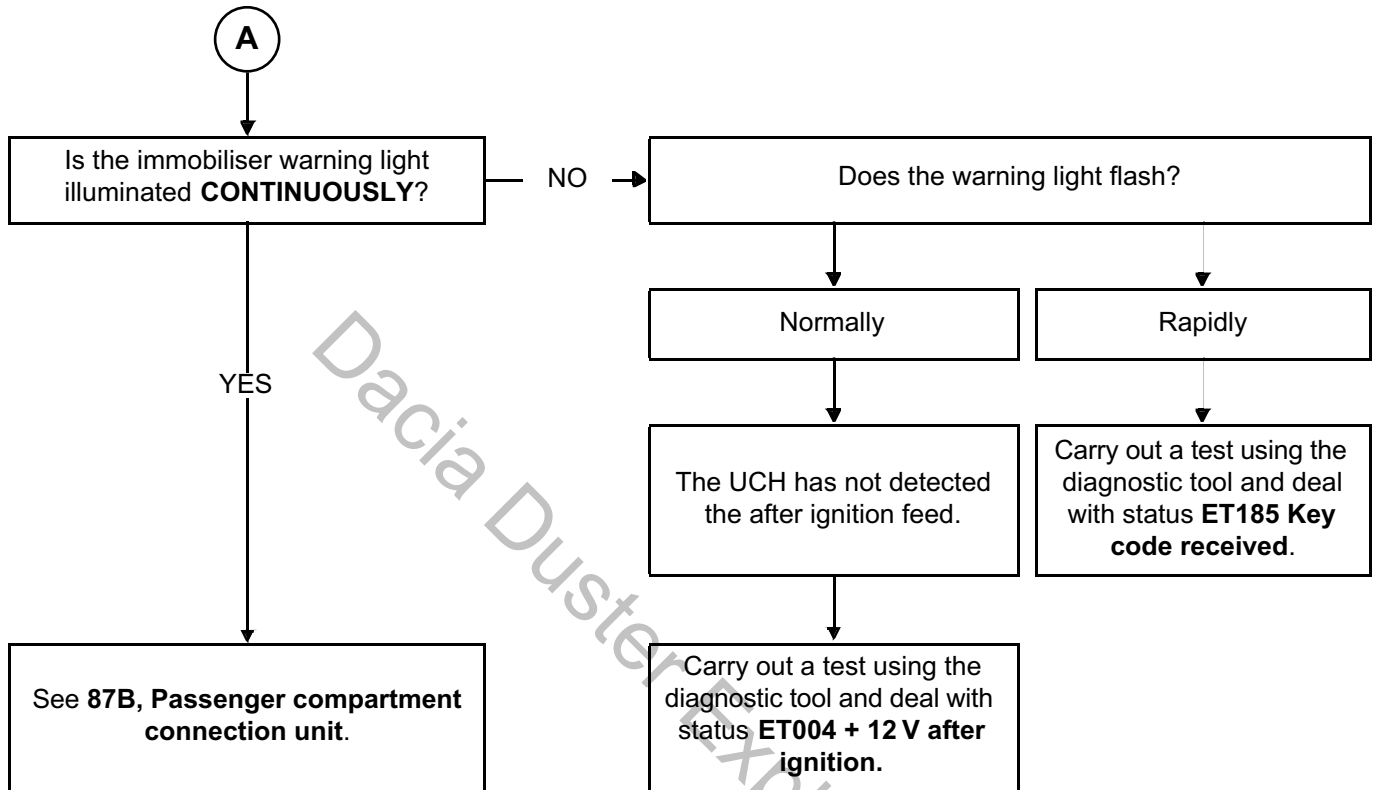 A
Is the immobiliser warning light
illuminated CONTINUOUSLY?
NO
Does the warning light flash?
Normally
Rapidly
YES
The UCH has not detected
the after ignition feed.
Carry out a test using the
diagnostic tool and deal
with status ET185 Key
code received.
See 87B, Passenger compartment
connection unit.
Carry out a test using the
diagnostic tool and deal with
status ET004 + 12 V after
ignition.
Dacia Duster